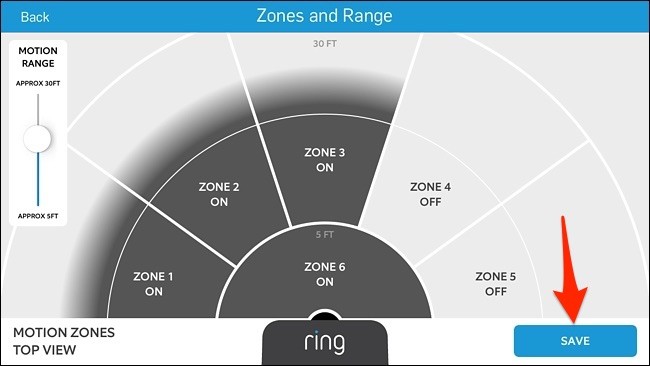 Back
Zones and Range
MOTION
RANGE
APPROX 30FT
APPROX 5FT
30 FT
ZONE 3
ON
ZONE 2
ON
ZONE 4
OFF
5 FT
ZONE 1
ON
ZONE 6
ON
ZONE 5
OFF
MOTION ZONES
TOP VIEW
ring
SAVE